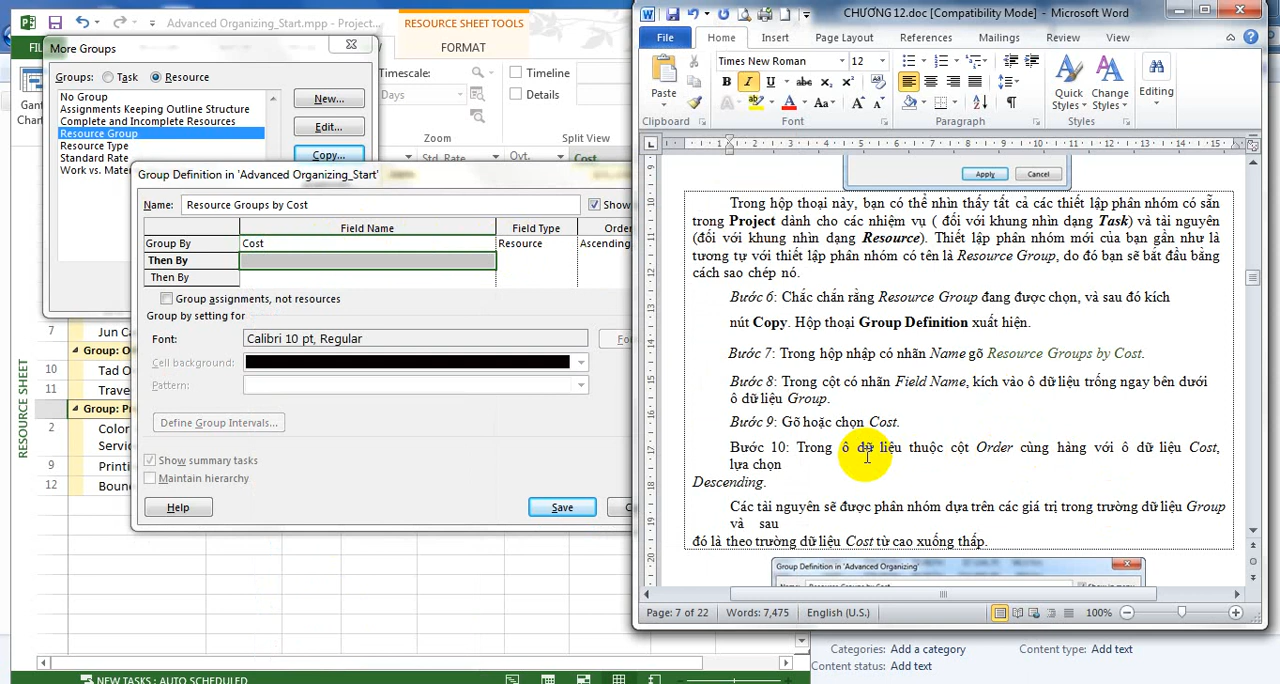 Advanced Organizing_Start.mpp - Project...
RESOURCE SHEET TOOLS
FORMAT
More Groups
Groups: Task Resource
No Group
Assignments Keeping Outline Structure
Complete and Incomplete Resources
Resource Group
Resource Type
Standard Rate
New...
Edit...
Copy...
Timescale:
Days
Timeline
Details
Zoom
Split View
Std. Rate
Ovt.
Cost
Group Definition in 'Advanced Organizing_Start'
Name: Resource Groups by Cost
Show
Field Name
Field Type
Order
Group By Cost Resource Ascending
Then By
Then By
Group assignments, not resources
Group by setting for
Font: Calibri 10 pt, Regular
Cell background:
Pattern:
Define Group Intervals...
Show summary tasks
Maintain hierarchy
Help
Save
7 Jun Ca
Group: O
10 Tad O
11 Trave
Group: P
2 Color
Servic
9 Printi
12 Boun
RESOURCE SHEET
NEW TASKS : AUTO SCHEDULED
CHƯƠNG 12.doc [Compatibility Mode] - Microsoft Word
File Home Insert Page Layout References Mailings Review View
Paste
Times New Roman 12
Quick Styles
Change Styles
Editing
Clipboard Font Paragraph Styles
Apply Cancel
Trong hộp thoại này, bạn có thể nhìn thấy tất cả các thiết lập phân nhóm có sẵn
trong Project dành cho các nhiệm vụ ( đối với khung nhìn dạng Task) và tài nguyên
(đối với khung nhìn dạng Resource). Thiết lập phân nhóm mới của bạn gần như là
tương tự với thiết lập phân nhóm có tên là Resource Group, do đó bạn sẽ bắt đầu bằng
cách sao chép nó.
Bước 6: Chắc chắn rằng Resource Group đang được chọn, và sau đó kích
nút Copy. Hộp thoại Group Definition xuất hiện.
Bước 7: Trong hộp nhập có nhãn Name gõ Resource Groups by Cost.
Bước 8: Trong cột có nhãn Field Name, kích vào ô dữ liệu trống ngay bên dưới
ô dữ liệu Group.
Bước 9: Gõ hoặc chọn Cost.
Bước 10: Trong ô dữ liệu thuộc cột Order cùng hàng với ô dữ liệu Cost,
lựa chọn
Descending.
Các tài nguyên sẽ được phân nhóm dựa trên các giá trị trong trường dữ liệu Group
và sau
đó là theo trường dữ liệu Cost từ cao xuống thấp.
Group Definition in 'Advanced Organizing'
Page: 7 of 22 Words: 7,475 English (U.S.) 100%
Categories: Add a category
Content type: Add text
Content status: Add text